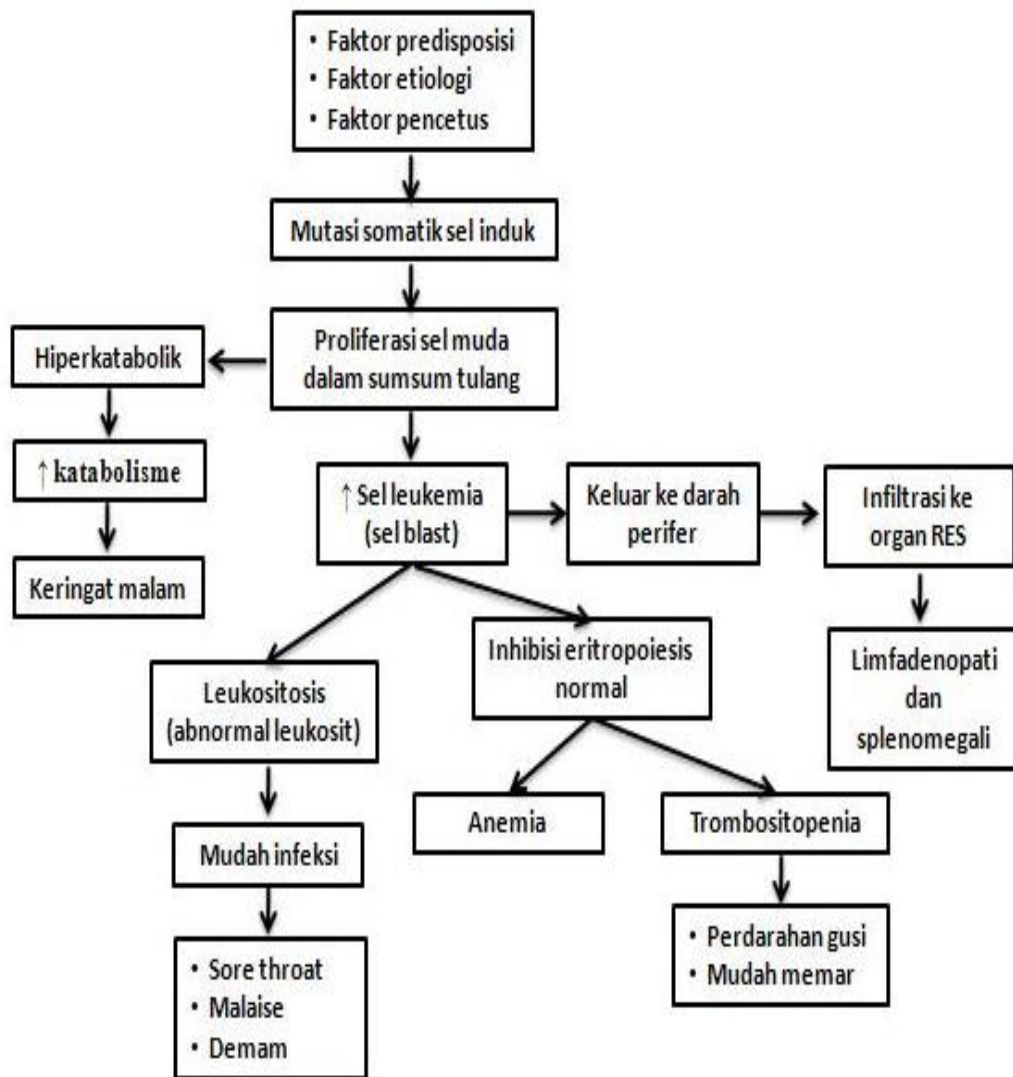 • Faktor predisposisi
• Faktor etiologi
• Faktor pencetus
Mutasi somatik sel induk
Proliferasi sel muda
dalam sumsum tulang
Hiperkatabolik
↑ katabolisme
Keringat malam
↑ Sel leukemia
(sel blast)
Keluar ke darah
perifer
Infiltrasi ke
organ RES
Limfadenopati
dan
splenomegali
Leukositosis
(abnormal leukosit)
Inhibisi eritropoiesis
normal
Mudah infeksi
Anemia
Trombositopenia
• Sore throat
• Malaise
• Demam
• Perdarahan gusi
• Mudah memar